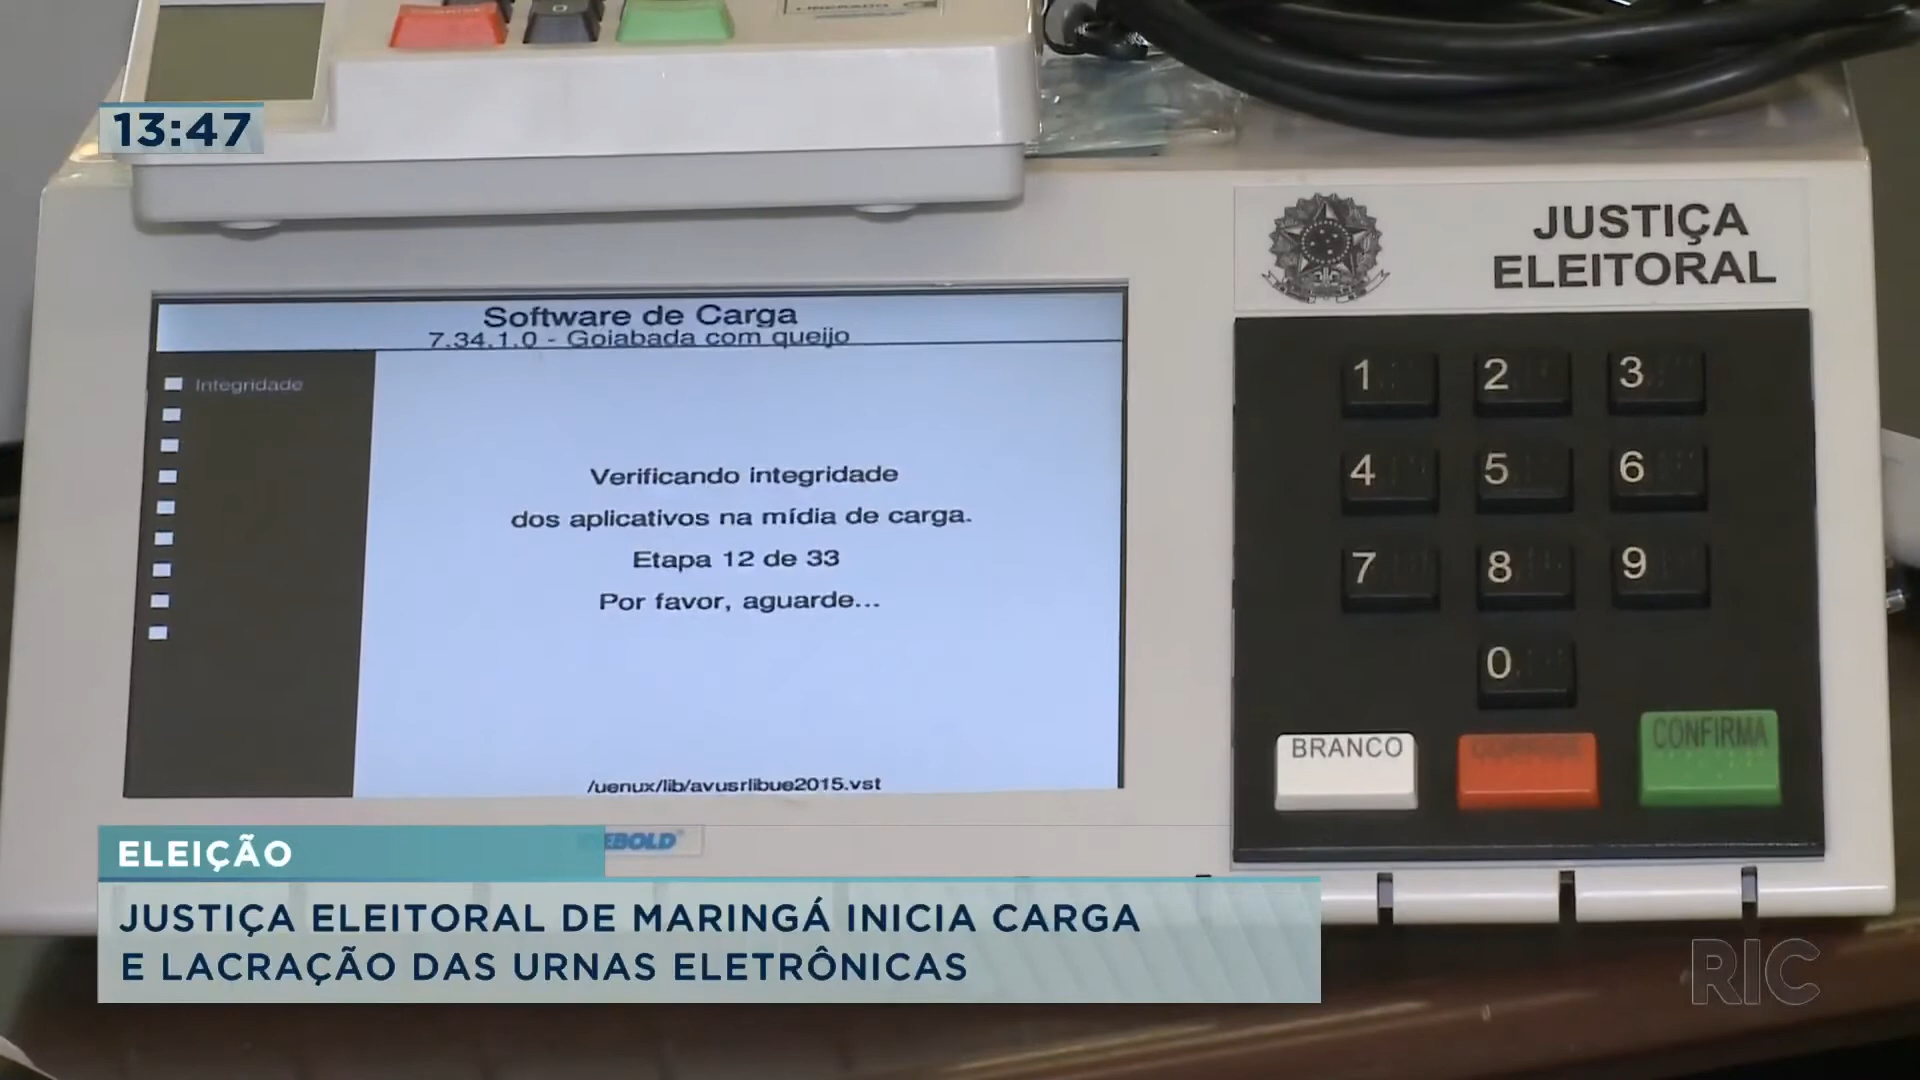 0
13:47
JUSTIÇA
ELEITORAL
Software de Carga
7.34.1.0 - Goiabada com queijo
Integridade
Verificando integridade
dos aplicativos na mídia de carga.
Etapa 12 de 33
Por favor, aguarde...
/uenux/lib/avusrlibue2015.vst
1 2 3
4 5 6
7 8 9
0
BRANCO CORRIGE CONFIRMA
ELEIÇÃO
JUSTIÇA ELEITORAL DE MARINGÁ INICIA CARGA
E LACRAÇÃO DAS URNAS ELETRÔNICAS
RIC